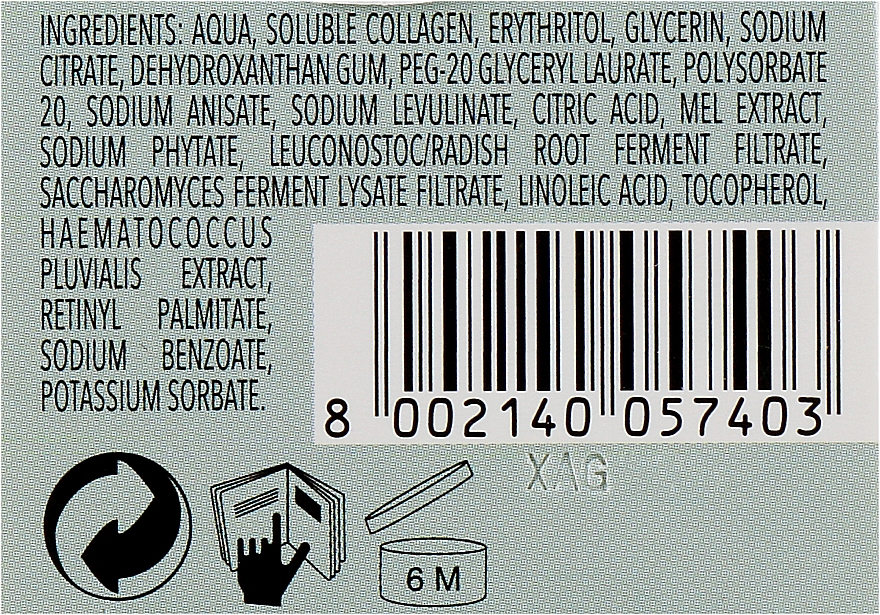 INGREDIENTS: AQUA, SOLUBLE COLLAGEN, ERYTHRITOL, GLYCERIN, SODIUM
CITRATE, DEHYDROXANTHAN GUM, PEG-20 GLYCERYL LAURATE, POLYSORBATE
20, SODIUM ANISATE, SODIUM LEVULINATE, CITRIC ACID, MEL EXTRACT,
SODIUM PHYTATE, LEUCONOSTOC/RADISH ROOT FERMENT FILTRATE,
SACCHAROMYCES FERMENT LYSATE FILTRATE, LINOLEIC ACID, TOCOPHEROL,
HAEMATOCOCCUS
PLUVIALIS EXTRACT,
RETINYL PALMITATE,
SODIUM BENZOATE,
POTASSIUM SORBATE.
8 002140 057403
XAG
6 M